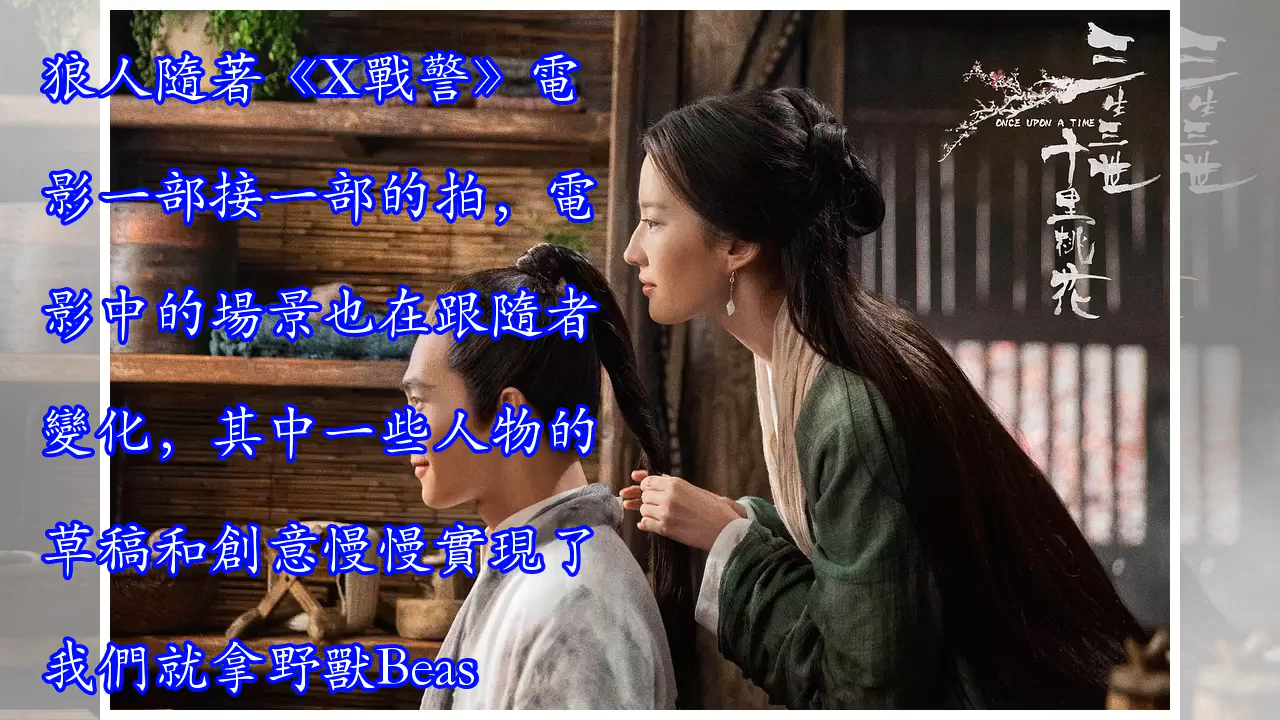 狼人隨著《X戰警》電
影一部接一部的拍，電
影中的場景也在跟隨者
變化，其中一些人物的
草稿和創意慢慢實現了
我們就拿野獸Beas
三生三世
ONCE UPON A TIME
十里桃花